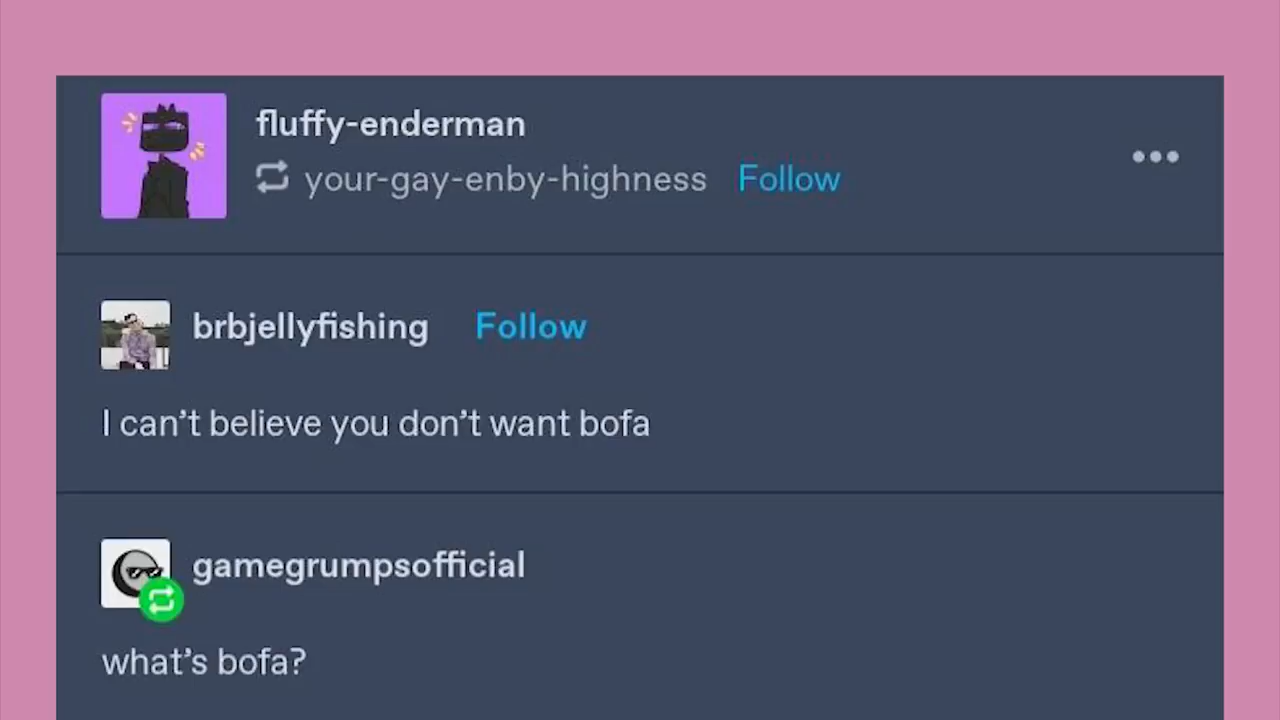 fluffy-enderman
your-gay-enby-highness Follow
brbjellyfishing Follow
I can’t believe you don’t want bofa
gamegrumpsofficial
what’s bofa?